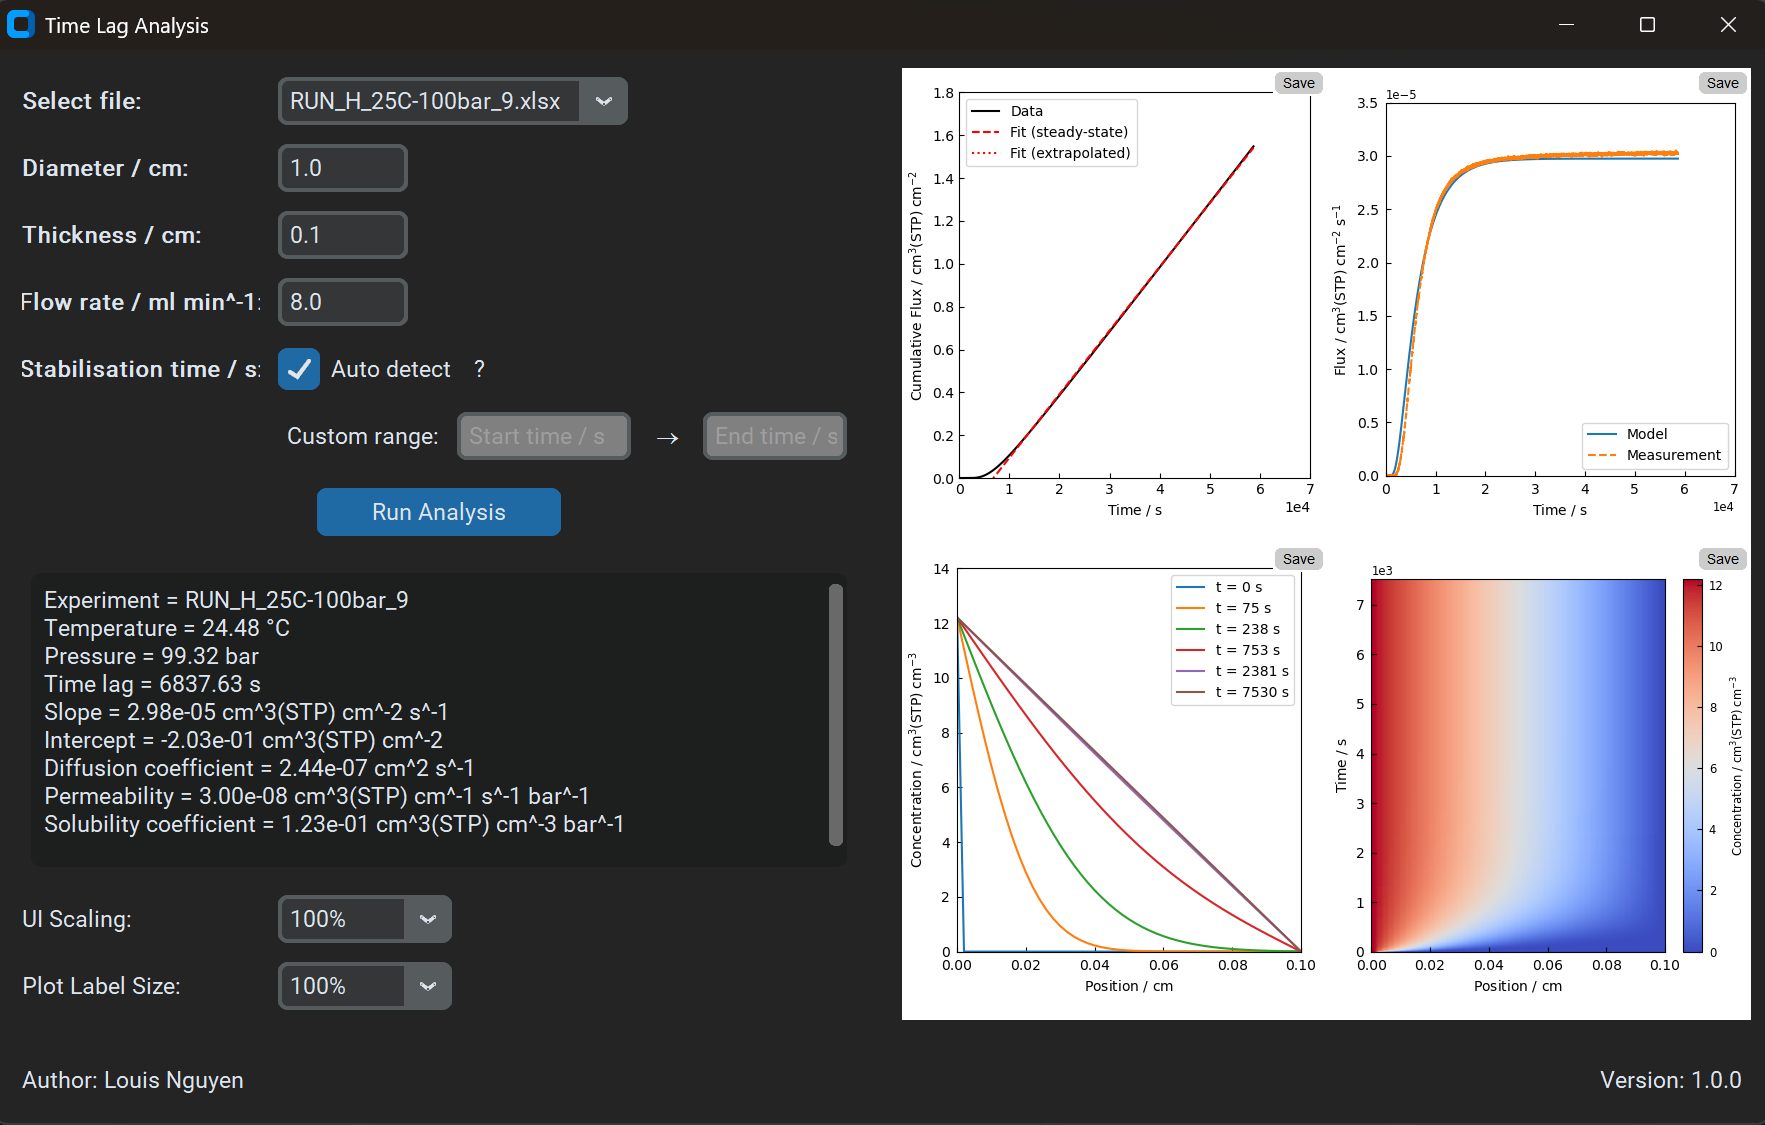 Time Lag Analysis
Select file:
RUN_H_25C-100bar_9.xlsx
Diameter / cm:
1.0
Thickness / cm:
0.1
Flow rate / ml min^-1:
8.0
Stabilisation time / s:
Auto detect
?
Custom range:
Start time / s
→
End time / s
Run Analysis
Experiment = RUN_H_25C-100bar_9
Temperature = 24.48 °C
Pressure = 99.32 bar
Time lag = 6837.63 s
Slope = 2.98e-05 cm^3(STP) cm^-2 s^-1
Intercept = -2.03e-01 cm^3(STP) cm^-2
Diffusion coefficient = 2.44e-07 cm^2 s^-1
Permeability = 3.00e-08 cm^3(STP) cm^-1 s^-1 bar^-1
Solubility coefficient = 1.23e-01 cm^3(STP) cm^-3 bar^-1
UI Scaling:
100%
Plot Label Size:
100%
Author: Louis Nguyen
Save
1.8
1.6
1.4
1.2
1.0
0.8
0.6
0.4
0.2
0.0
Cumulative Flux / cm³(STP) cm⁻²
Data
Fit (steady-state)
Fit (extrapolated)
0 1 2 3 4 5 6 7
1e4
Time / s
Save
1e−5
3.5
3.0
2.5
2.0
1.5
1.0
0.5
0.0
Flux / cm³(STP) cm⁻² s⁻¹
Model
Measurement
0 1 2 3 4 5 6 7
1e4
Time / s
Save
14
12
10
8
6
4
2
0
Concentration / cm³(STP) cm⁻³
t = 0 s
t = 75 s
t = 238 s
t = 753 s
t = 2381 s
t = 7530 s
0.00 0.02 0.04 0.06 0.08 0.10
Position / cm
Save
1e3
7
6
5
4
3
2
1
0
Time / s
0.00 0.02 0.04 0.06 0.08 0.10
Position / cm
12
10
8
6
4
2
0
Concentration / cm³(STP) cm⁻³
Version: 1.0.0